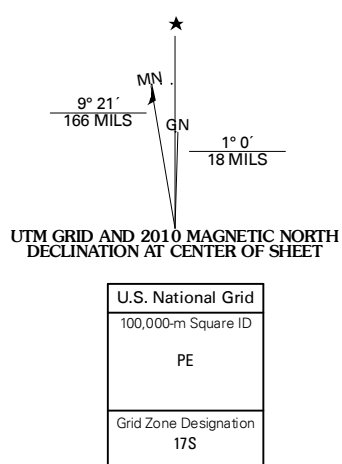 ★
MN
9° 21´
166 MILS
GN
1° 0´
18 MILS
UTM GRID AND 2010 MAGNETIC NORTH
DECLINATION AT CENTER OF SHEET
U.S. National Grid
100,000-m Square ID
PE
Grid Zone Designation
17S